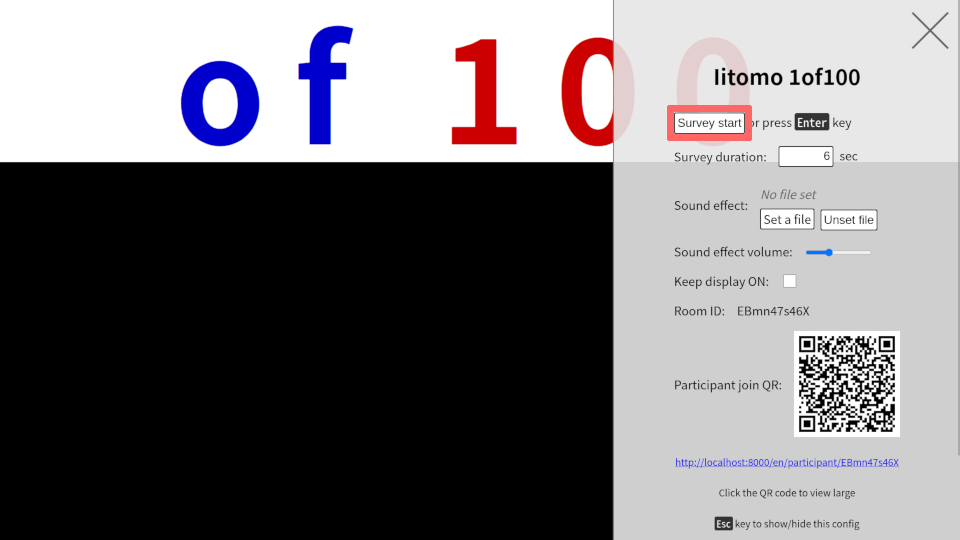 of 100
Iitomo 1of100
Survey start or press Enter key
Survey duration: 6 sec
No file set
Sound effect:
Set a file Unset file
Sound effect volume:
Keep display ON:
Room ID: EBmn47s46X
Participant join QR:
http://localhost:8000/en/participant/EBmn47s46X
Click the QR code to view large
Esc key to show/hide this config